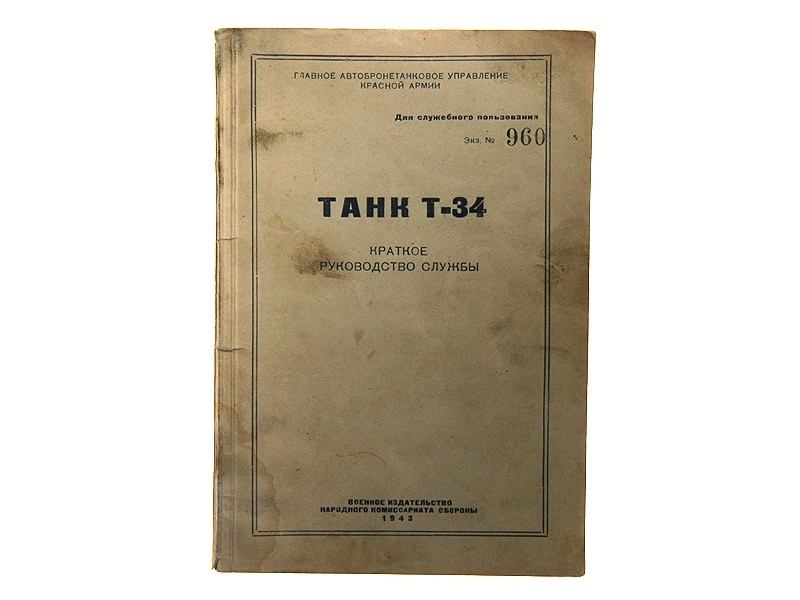 ГЛАВНОЕ АВТОБРОНЕТАНКОВОЕ УПРАВЛЕНИЕ
КРАСНОЙ АРМИИ
Для служебного пользования
Экз. № 960
ТАНК Т-34
КРАТКОЕ
РУКОВОДСТВО СЛУЖБЫ
ВОЕННОЕ ИЗДАТЕЛЬСТВО
НАРОДНОГО КОМИССАРИАТА ОБОРОНЫ
1943